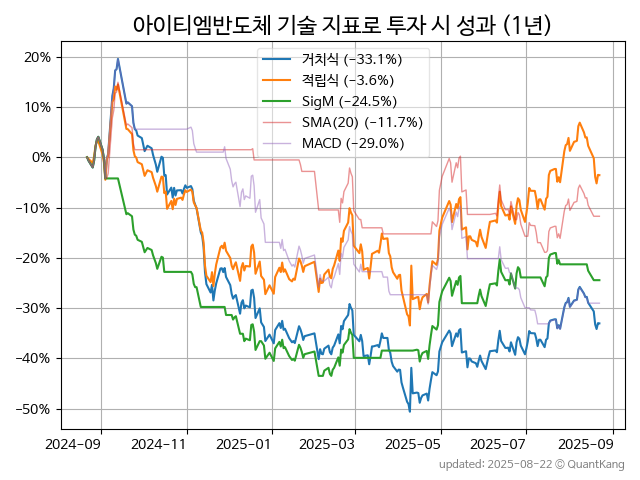 아이티엠반도체 기술 지표로 투자 시 성과 (1년)
거치식 (−33.1%)
적립식 (−3.6%)
SigM (−24.5%)
SMA(20) (−11.7%)
MACD (−29.0%)
20%
10%
0%
−10%
−20%
−30%
−40%
−50%
2024-09 2024-11 2025-01 2025-03 2025-05 2025-07 2025-09
updated: 2025-08-22 © QuantKang